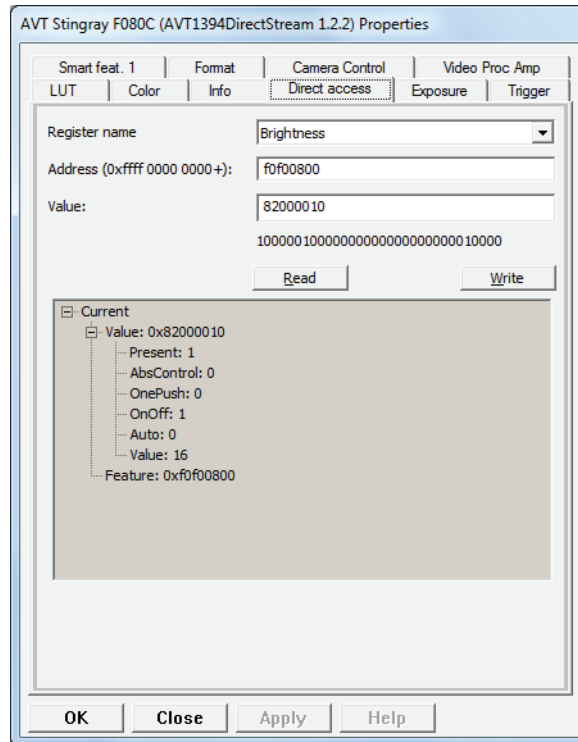 AVT Stingray F080C (AVT1394DirectStream 1.2.2) Properties
Smart feat. 1 Format Camera Control Video Proc Amp
LUT Color Info Direct access Exposure Trigger
Register name Brightness
Address (0xffff 0000 0000+): f0f00800
Value: 82000010
10000010000000000000000000010000
Read Write
Current
Value: 0x82000010
Present: 1
AbsControl: 0
OnePush: 0
OnOff: 1
Auto: 0
Value: 16
Feature: 0xf0f00800
OK Close Apply Help